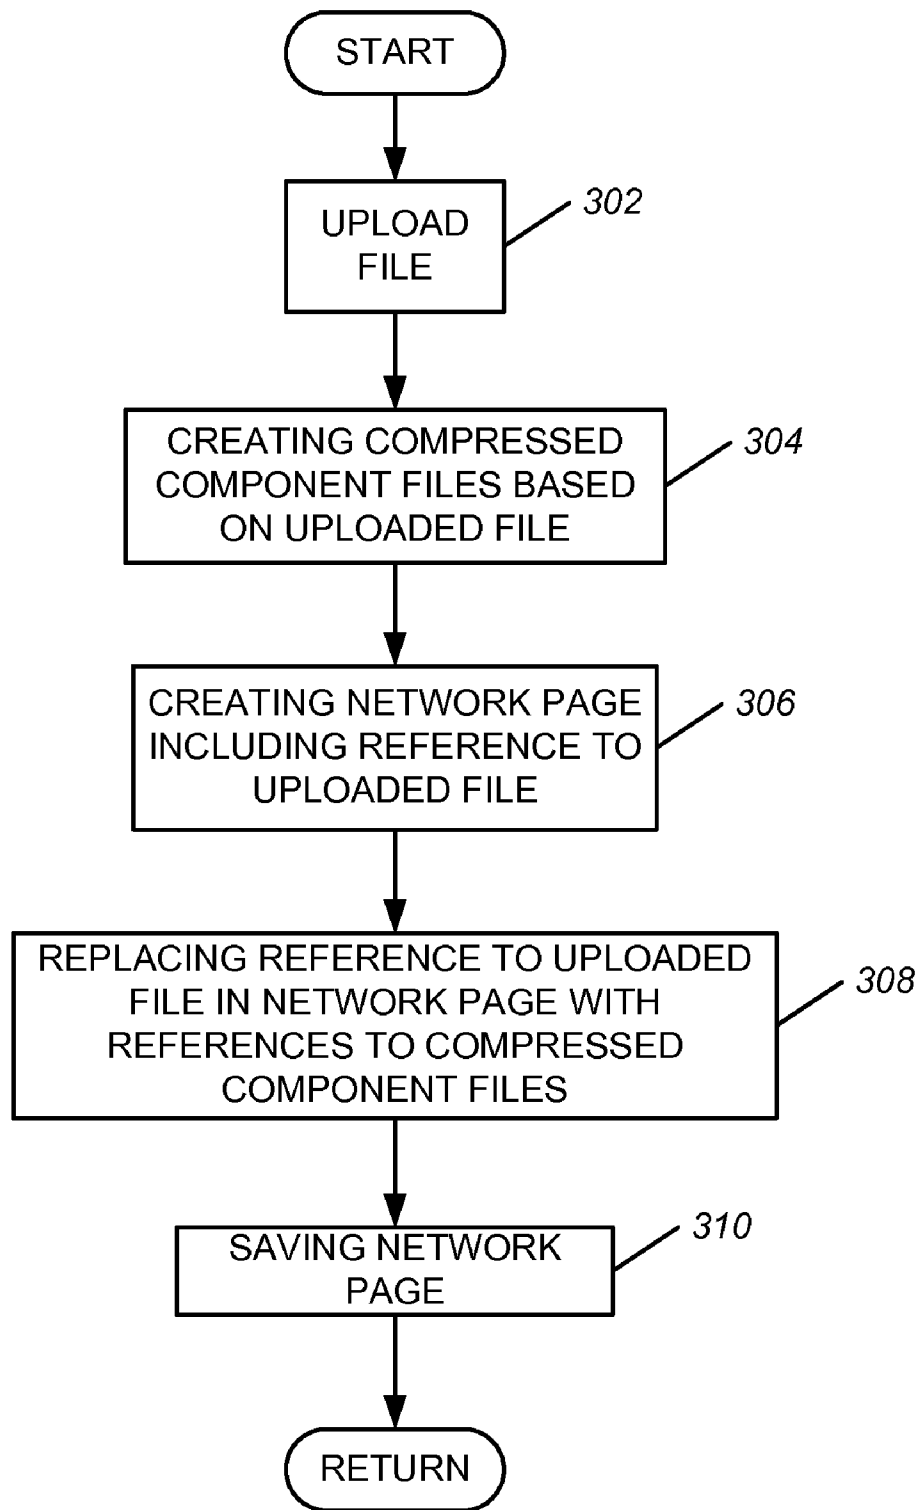 START
302
UPLOAD
FILE
304
CREATING COMPRESSED
COMPONENT FILES BASED
ON UPLOADED FILE
306
CREATING NETWORK PAGE
INCLUDING REFERENCE TO
UPLOADED FILE
308
REPLACING REFERENCE TO UPLOADED
FILE IN NETWORK PAGE WITH
REFERENCES TO COMPRESSED
COMPONENT FILES
310
SAVING NETWORK
PAGE
RETURN